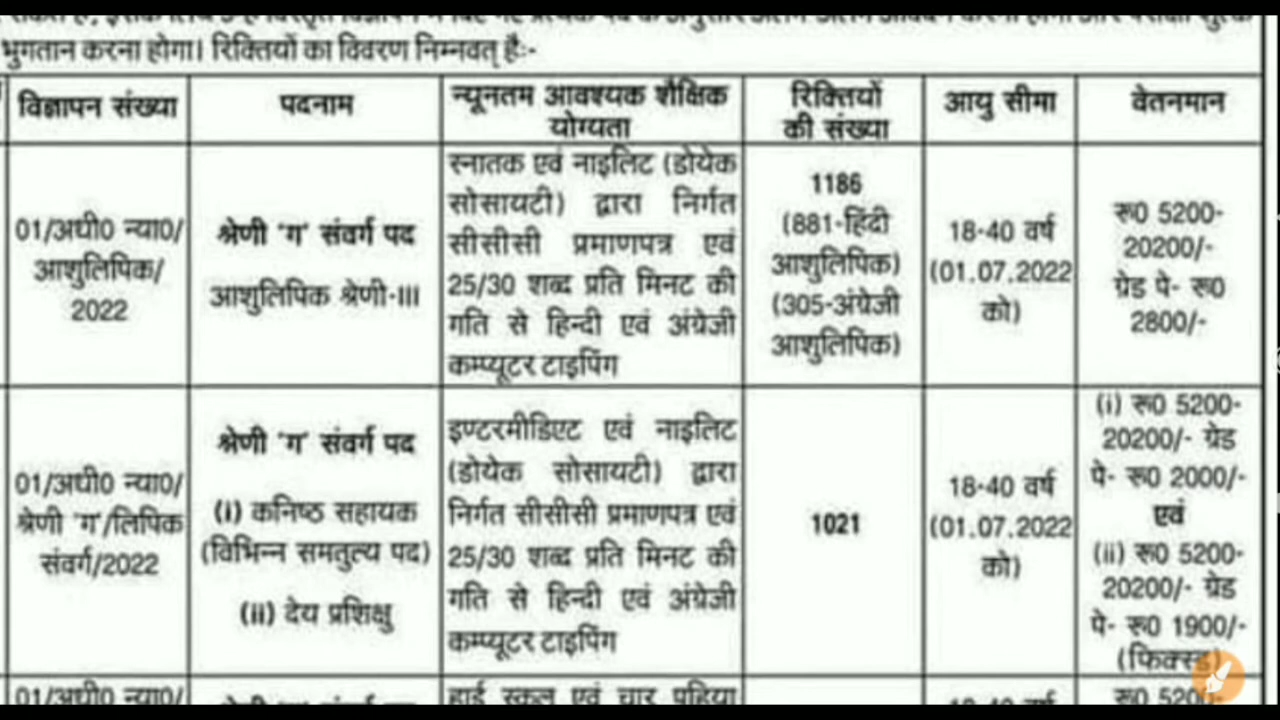 भुगतान करना होगा। रिक्तियों का विवरण निम्नवत् हैः-
विज्ञापन संख्या
पदनाम
न्यूनतम आवश्यक शैक्षिक
योग्यता
रिक्तियों
की संख्या
आयु सीमा
वेतनमान
01/अधी0 न्या0/
आशुलिपिक/
2022
श्रेणी 'ग' संवर्ग पद
आशुलिपिक श्रेणी-III
स्नातक एवं नाइलिट (डोयेक
सोसायटी) द्वारा निर्गत
सीसीसी प्रमाणपत्र एवं
25/30 शब्द प्रति मिनट की
गति से हिन्दी एवं अंग्रेजी
कम्प्यूटर टाइपिंग
1186
(881-हिंदी
आशुलिपिक)
(305-अंग्रेजी
आशुलिपिक)
18-40 वर्ष
(01.07.2022
को)
रू0 5200-
20200/-
ग्रेड पे- रू0
2800/-
01/अधी0 न्या0/
श्रेणी 'ग'/लिपिक
संवर्ग/2022
श्रेणी 'ग' संवर्ग पद
(i) कनिष्ठ सहायक
(विभिन्न समतुल्य पद)
(ii) देय प्रशिक्षु
इण्टरमीडिएट एवं नाइलिट
(डोयेक सोसायटी) द्वारा
निर्गत सीसीसी प्रमाणपत्र एवं
25/30 शब्द प्रति मिनट की
गति से हिन्दी एवं अंग्रेजी
कम्प्यूटर टाइपिंग
1021
18-40 वर्ष
(01.07.2022
को)
(i) रू0 5200-
20200/- ग्रेड
पे- रू0 2000/-
एवं
(ii) रू0 5200-
20200/- ग्रेड
पे- रू0 1900/-
(फिक्स्ड)
01/अधी0 न्या0/
हाई स्कूल एवं चार पहिया
रू0 5200-